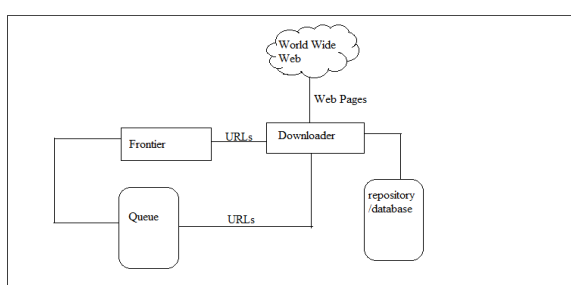 World Wide
Web
Web Pages
Frontier
URLs
Downloader
repository
/database
Queue
URLs